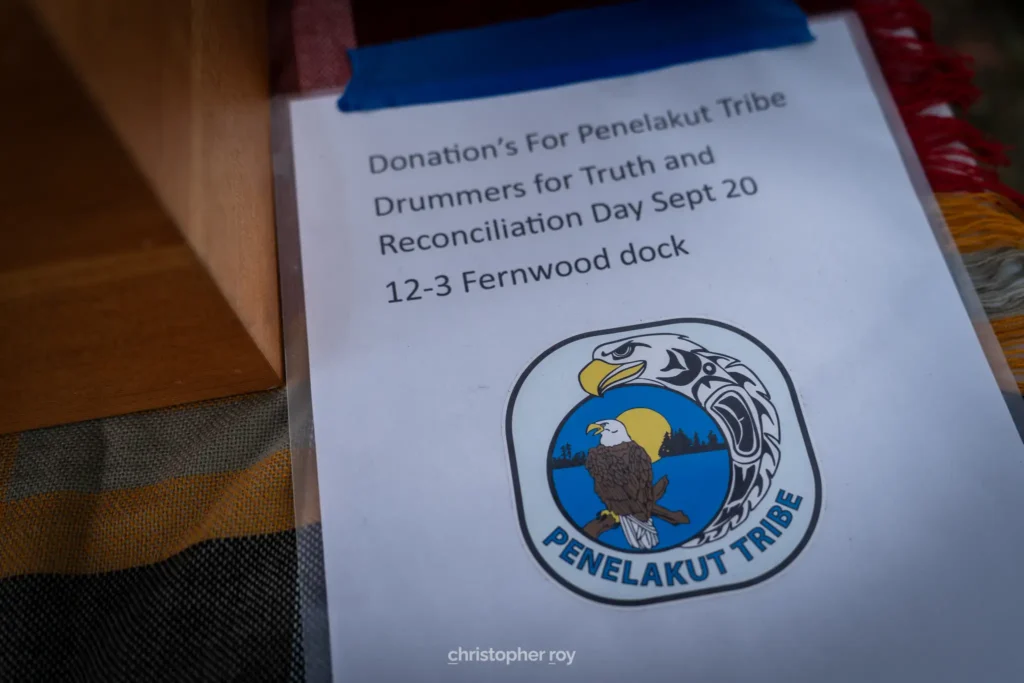 Donation's For Penelakut Tribe
Drummers for Truth and
Reconciliation Day Sept 20
12-3 Fernwood dock
PENELAKUT TRIBE
christopher roy